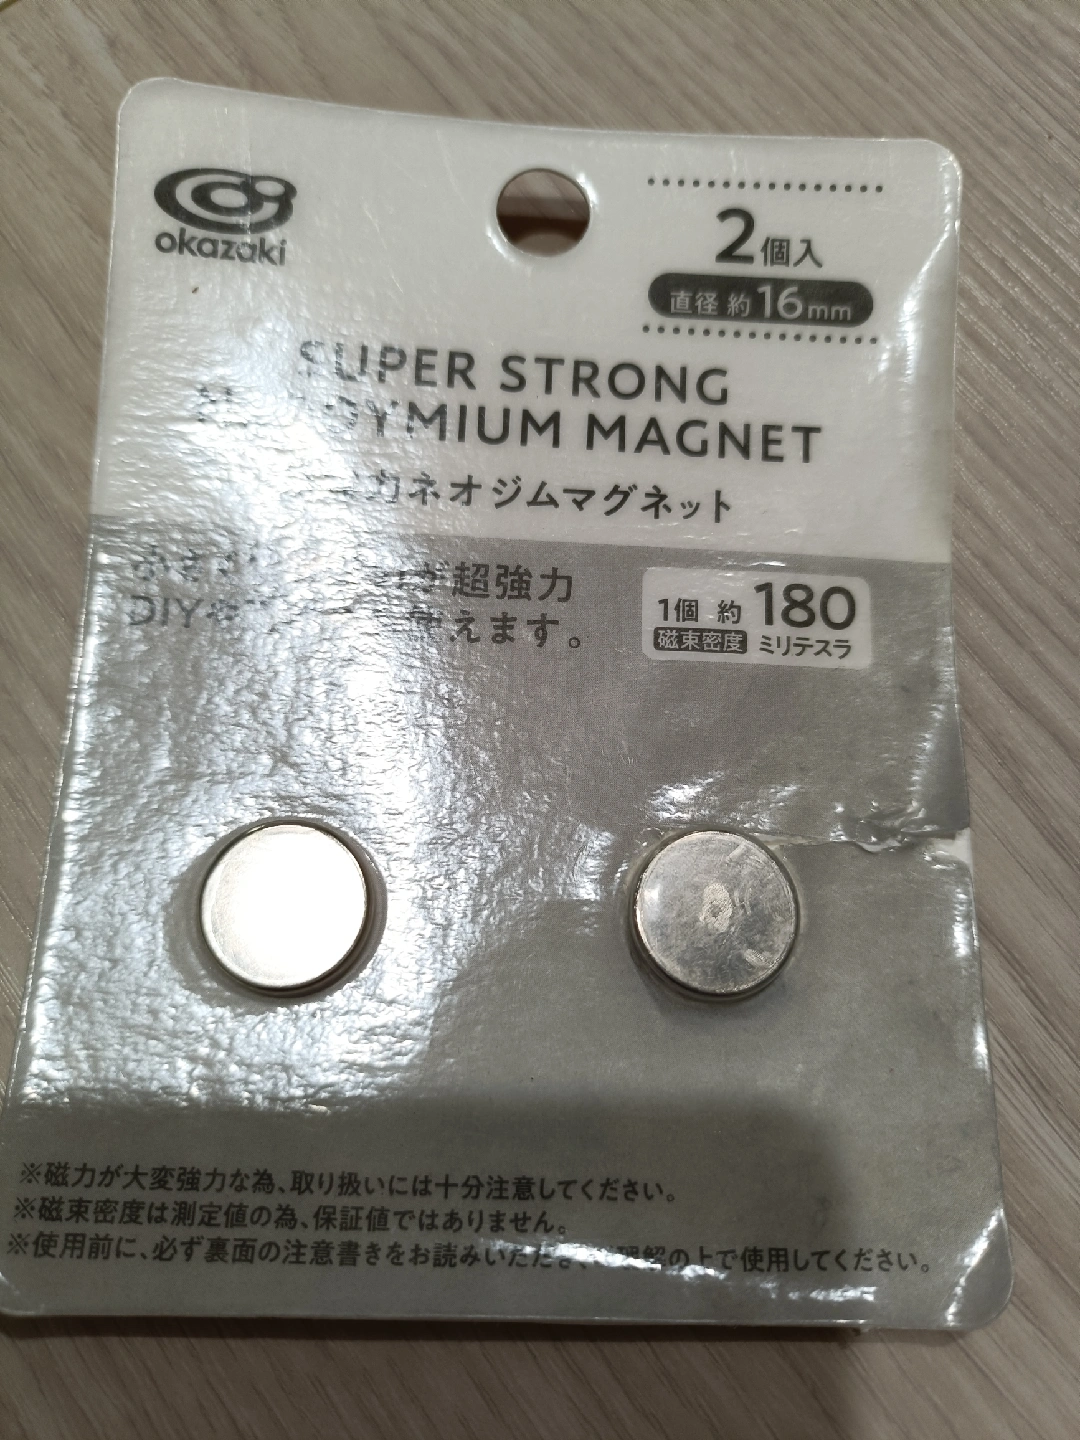 okazaki
2個入
直径 約16mm
SUPER STRONG
MAGNET
ネオジムマグネット
が超強力
DIY
えます。
1個 約 180
磁束密度 ミリテスラ
※磁力が大変強力な為、取り扱いには十分注意してください。
※磁束密度は測定値の為、保証値ではありません。
※使用前に、必ず裏面の注意書きをお読みいただき、理解の上で使用してください。